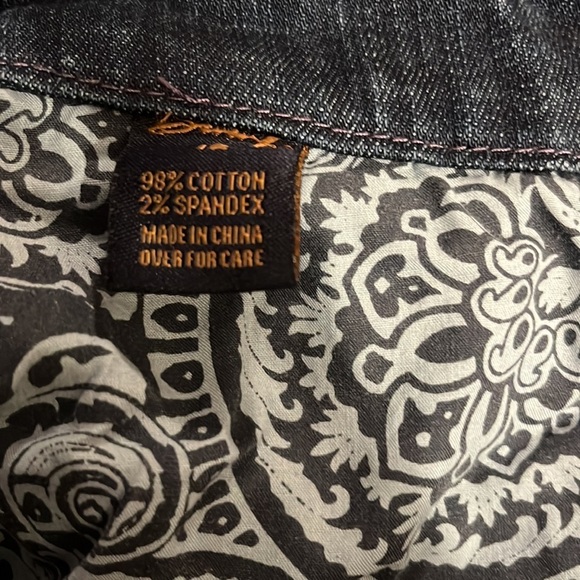 98% COTTON
2% SPANDEX
MADE IN CHINA
OVER FOR CARE